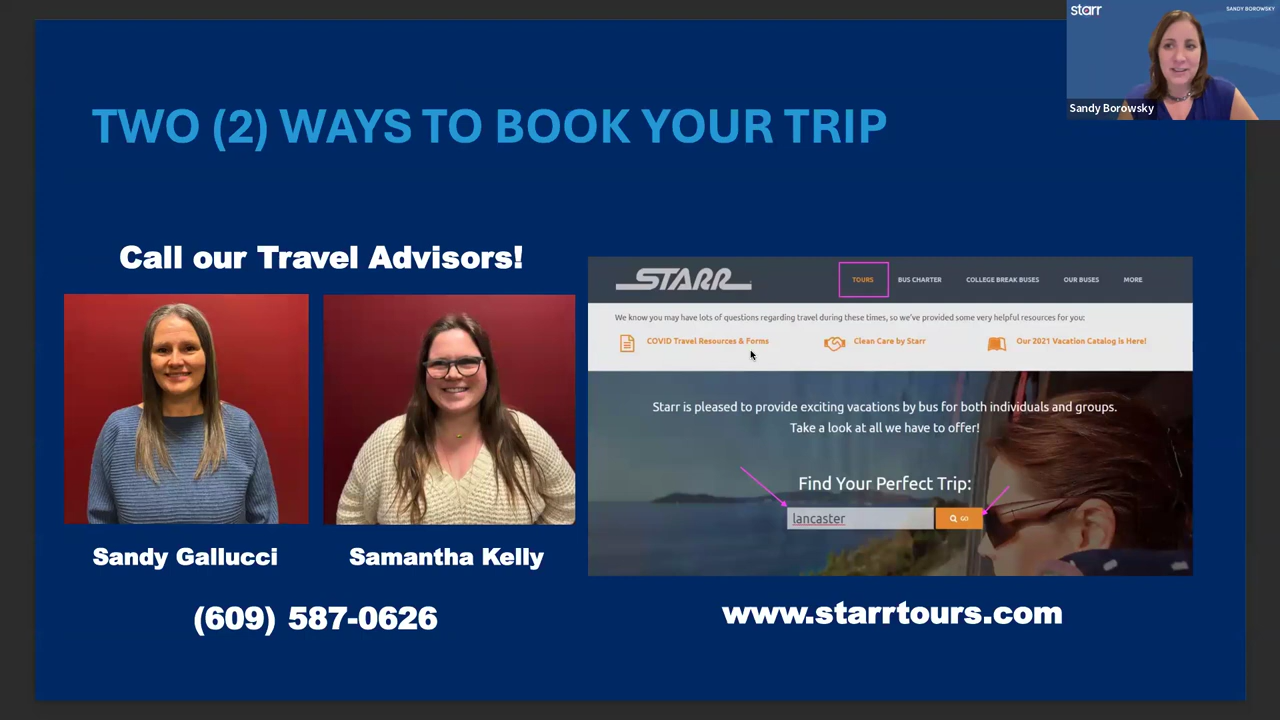 starr
SANDY BOROWSKY
Sandy Borowsky
TWO (2) WAYS TO BOOK YOUR TRIP
Call our Travel Advisors!
Sandy Gallucci
Samantha Kelly
(609) 587-0626
STARR
TOURS
BUS CHARTER
COLLEGE BREAK BUSES
OUR BUSES
MORE
We know you may have lots of questions regarding travel during these times, so we've provided some very helpful resources for you:
COVID Travel Resources & Forms
Clean Care by Starr
Our 2021 Vacation Catalog is Here!
Starr is pleased to provide exciting vacations by bus for both individuals and groups.
Take a look at all we have to offer!
Find Your Perfect Trip:
lancaster
GO
www.starrtours.com